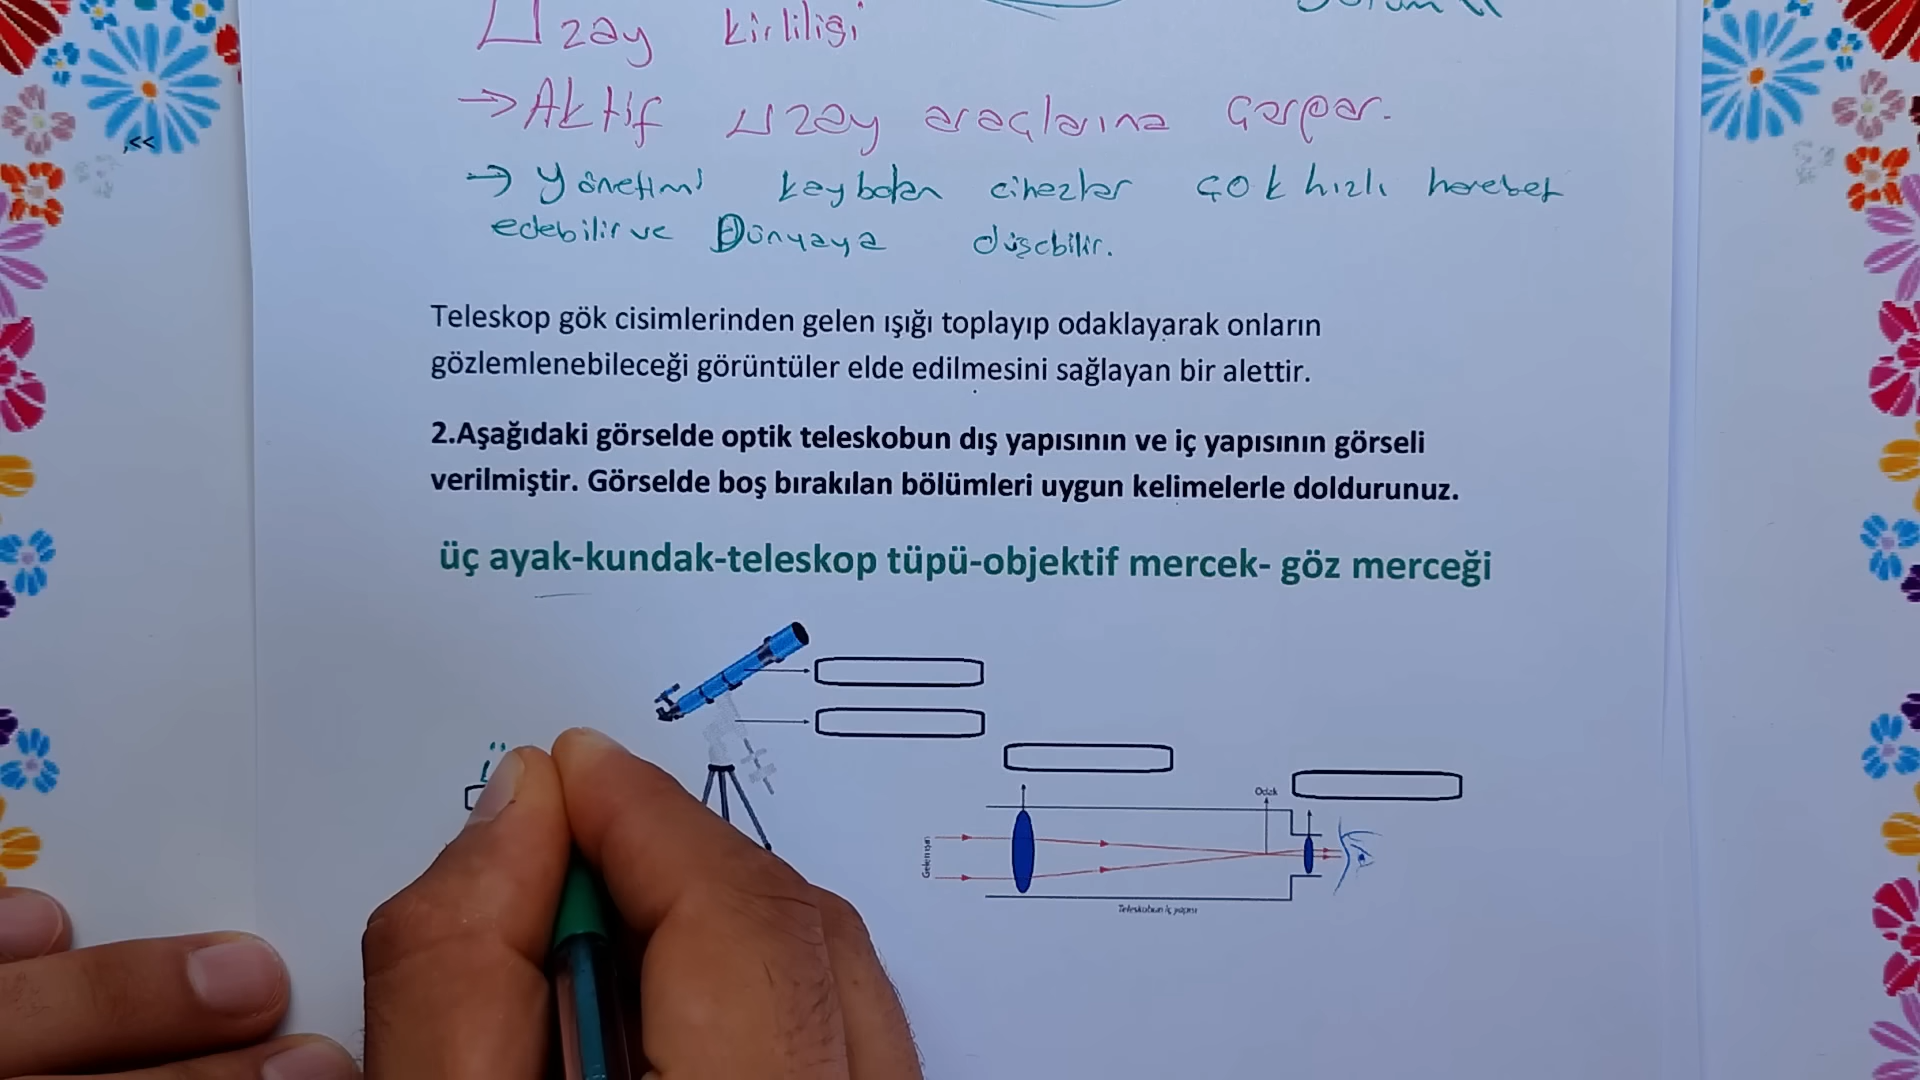 Uzay kirliliği
→ Aktif uzay araçlarına çarpar.
→ Yönetimi kaybolan cihazlar çok hızlı hareket
edebilir ve Dünyaya düşebilir.
Teleskop gök cisimlerinden gelen ışığı toplayıp odaklayarak onların
gözlemlenebileceği görüntüler elde edilmesini sağlayan bir alettir.
2.Aşağıdaki görselde optik teleskobun dış yapısının ve iç yapısının görseli
verilmiştir. Görselde boş bırakılan bölümleri uygun kelimelerle doldurunuz.
üç ayak-kundak-teleskop tüpü-objektif mercek- göz merceği
Odak
Gelen ışın
Teleskobun iç yapısı